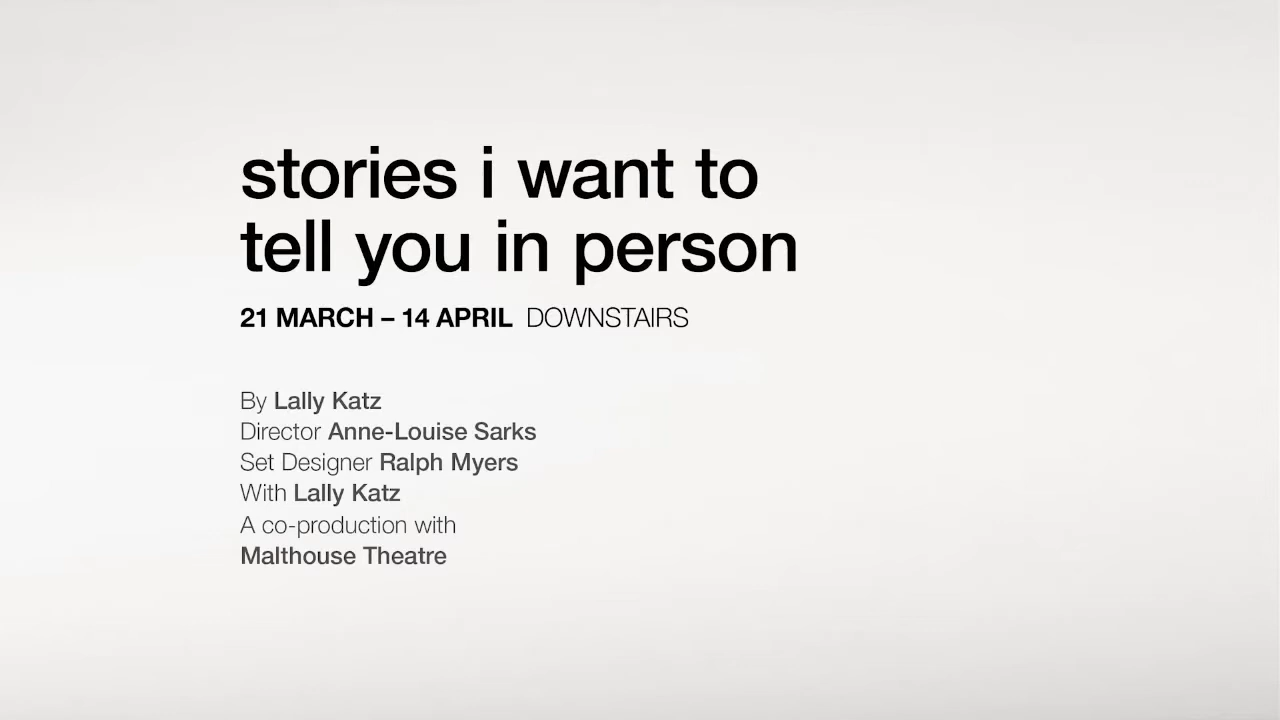 stories i want to
tell you in person
21 MARCH – 14 APRIL DOWNSTAIRS
By Lally Katz
Director Anne-Louise Sarks
Set Designer Ralph Myers
With Lally Katz
A co-production with
Malthouse Theatre